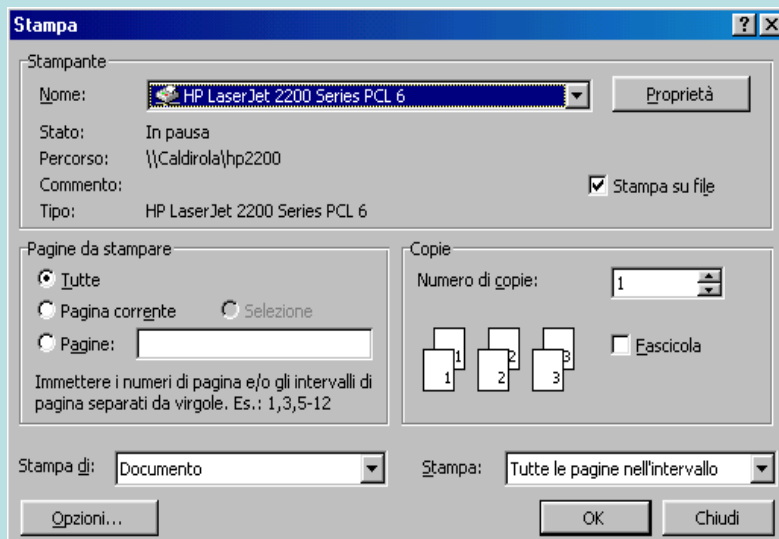 Stampa
Stampante
Nome: HP LaserJet 2200 Series PCL 6 Proprietà
Stato: In pausa
Percorso: \\Caldirola\hp2200
Commento: Stampa su file
Tipo: HP LaserJet 2200 Series PCL 6
Pagine da stampare
Tutte
Pagina corrente Selezione
Pagine:
Immettere i numeri di pagina e/o gli intervalli di
pagina separati da virgole. Es.: 1,3,5-12
Copie
Numero di copie: 1
1 2 3
1 2 3
Fascicola
Stampa di: Documento Stampa: Tutte le pagine nell'intervallo
Opzioni... OK Chiudi